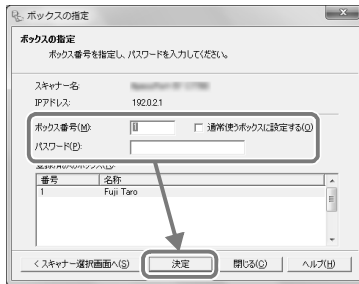 ボックスの指定
ボックスの指定
ボックス番号を指定し、パスワードを入力してください。
スキャナー名:
IPアドレス: 192.0.2.1
ボックス番号(M): 1 通常使うボックスに設定する(O)
パスワード(P):
番号 名称
1 Fuji Taro
< スキャナー選択画面へ(S) 決定 閉じる(C) ヘルプ(H)